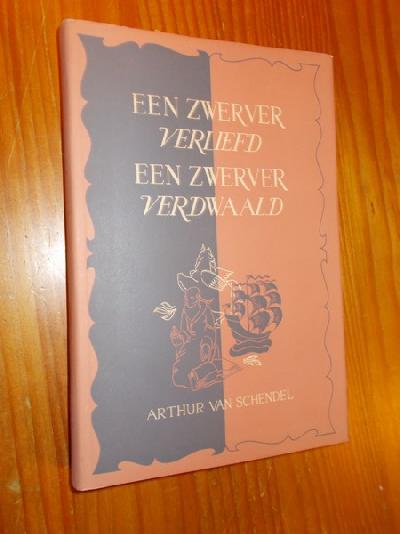 EEN ZWERVER
VERLIEFD
EEN ZWERVER
VERDWAALD
ARTHUR VAN SCHENDEL